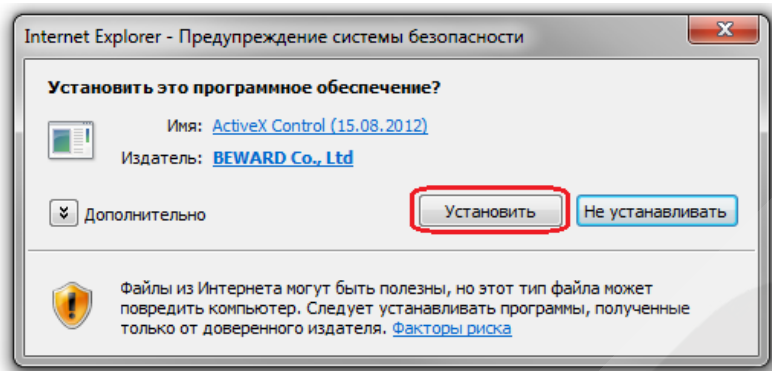 Internet Explorer - Предупреждение системы безопасности
Установить это программное обеспечение?
Имя: ActiveX Control (15.08.2012)
Издатель: BEWARD Co., Ltd
Дополнительно
Установить
Не устанавливать
Файлы из Интернета могут быть полезны, но этот тип файла может
повредить компьютер. Следует устанавливать программы, полученные
только от доверенного издателя. Факторы риска